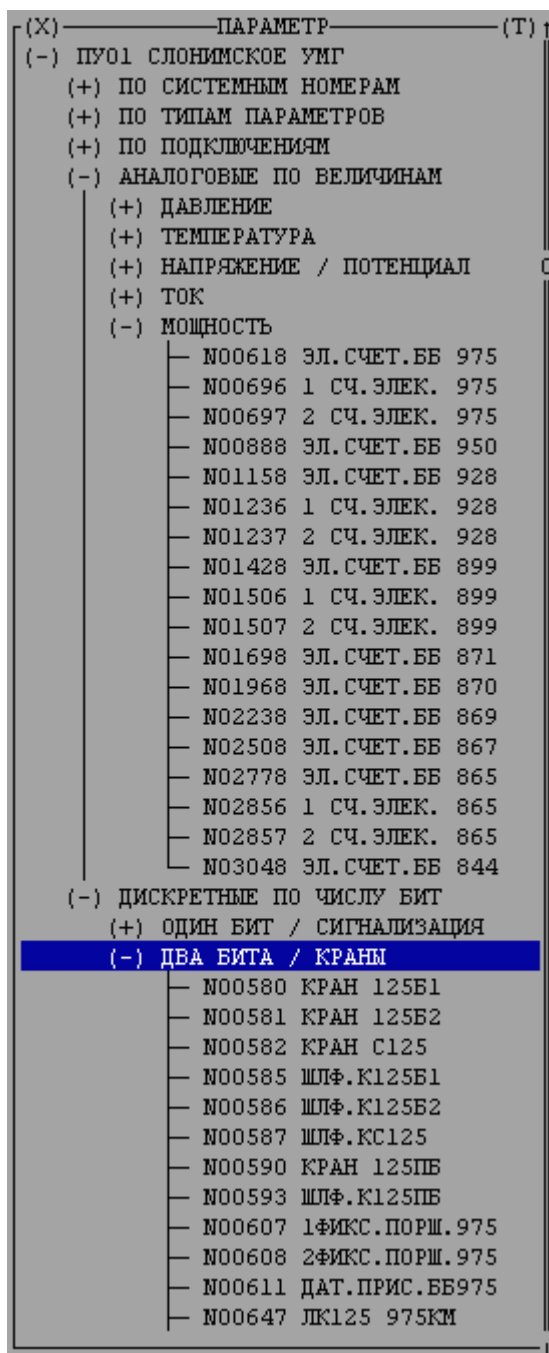 (X) ПАРАМЕТР (T)
(-) ПУ01 СЛОНИМСКОЕ УМГ
(+) ПО СИСТЕМНЫМ НОМЕРАМ
(+) ПО ТИПАМ ПАРАМЕТРОВ
(+) ПО ПОДКЛЮЧЕНИЯМ
(-) АНАЛОГОВЫЕ ПО ВЕЛИЧИНАМ
(+) ДАВЛЕНИЕ
(+) ТЕМПЕРАТУРА
(+) НАПРЯЖЕНИЕ / ПОТЕНЦИАЛ
(+) ТОК
(-) МОЩНОСТЬ
N00618 ЭЛ.СЧЕТ.ББ 975
N00696 1 СЧ.ЭЛЕК. 975
N00697 2 СЧ.ЭЛЕК. 975
N00888 ЭЛ.СЧЕТ.ББ 950
N01158 ЭЛ.СЧЕТ.ББ 928
N01236 1 СЧ.ЭЛЕК. 928
N01237 2 СЧ.ЭЛЕК. 928
N01428 ЭЛ.СЧЕТ.ББ 899
N01506 1 СЧ.ЭЛЕК. 899
N01507 2 СЧ.ЭЛЕК. 899
N01698 ЭЛ.СЧЕТ.ББ 871
N01968 ЭЛ.СЧЕТ.ББ 870
N02238 ЭЛ.СЧЕТ.ББ 869
N02508 ЭЛ.СЧЕТ.ББ 867
N02778 ЭЛ.СЧЕТ.ББ 865
N02856 1 СЧ.ЭЛЕК. 865
N02857 2 СЧ.ЭЛЕК. 865
N03048 ЭЛ.СЧЕТ.ББ 844
(-) ДИСКРЕТНЫЕ ПО ЧИСЛУ БИТ
(+) ОДИН БИТ / СИГНАЛИЗАЦИЯ
(-) ДВА БИТА / КРАНЫ
N00580 КРАН 125Б1
N00581 КРАН 125Б2
N00582 КРАН С125
N00585 ШЛФ.К125Б1
N00586 ШЛФ.К125Б2
N00587 ШЛФ.КС125
N00590 КРАН 125ПБ
N00593 ШЛФ.К125ПБ
N00607 1ФИКС.ПОРШ.975
N00608 2ФИКС.ПОРШ.975
N00611 ДАТ.ПРИС.ББ975
N00647 ЛК125 975КМ